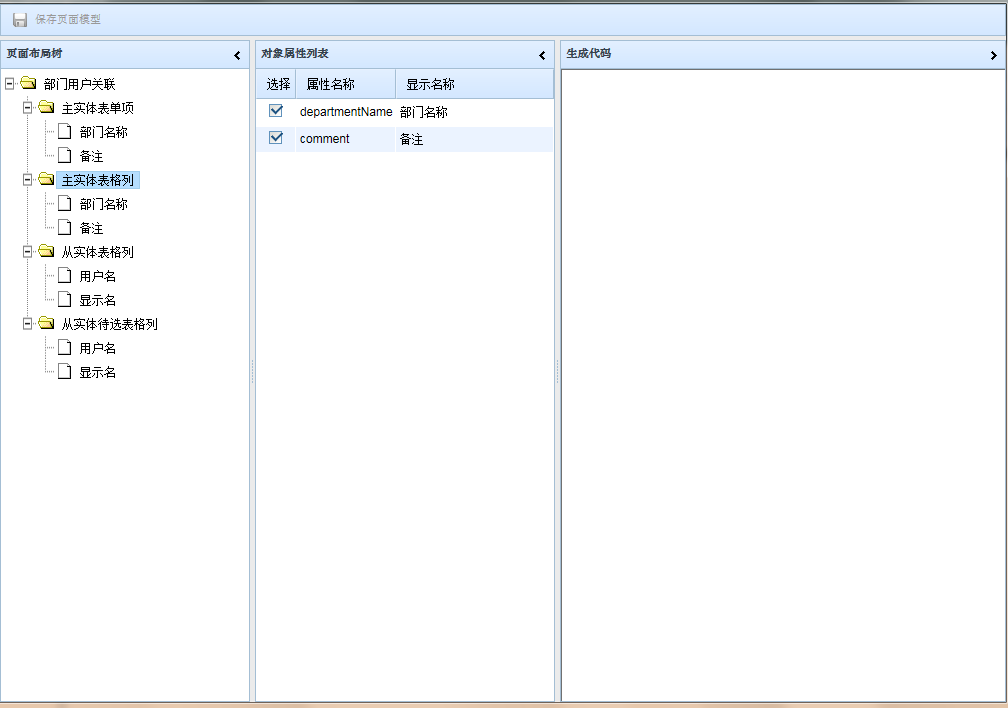 保存页面模型
页面布局树
部门用户关联
主实体表单项
部门名称
备注
主实体表格列
部门名称
备注
从实体表格列
用户名
显示名
从实体待选表格列
用户名
显示名
对象属性列表
选择 属性名称 显示名称
departmentName 部门名称
comment 备注
生成代码